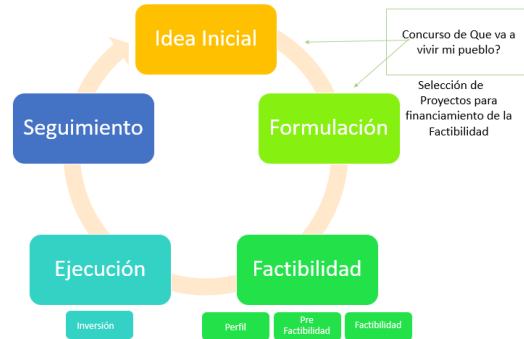 Idea Inicial
Concurso de Que va a
vivir mi pueblo?
Selección de
Proyectos para
financiamiento de la
Factibilidad
Seguimiento
Formulación
Ejecución
Factibilidad
Inversión
Perfil
Pre
Factibilidad
Factibilidad